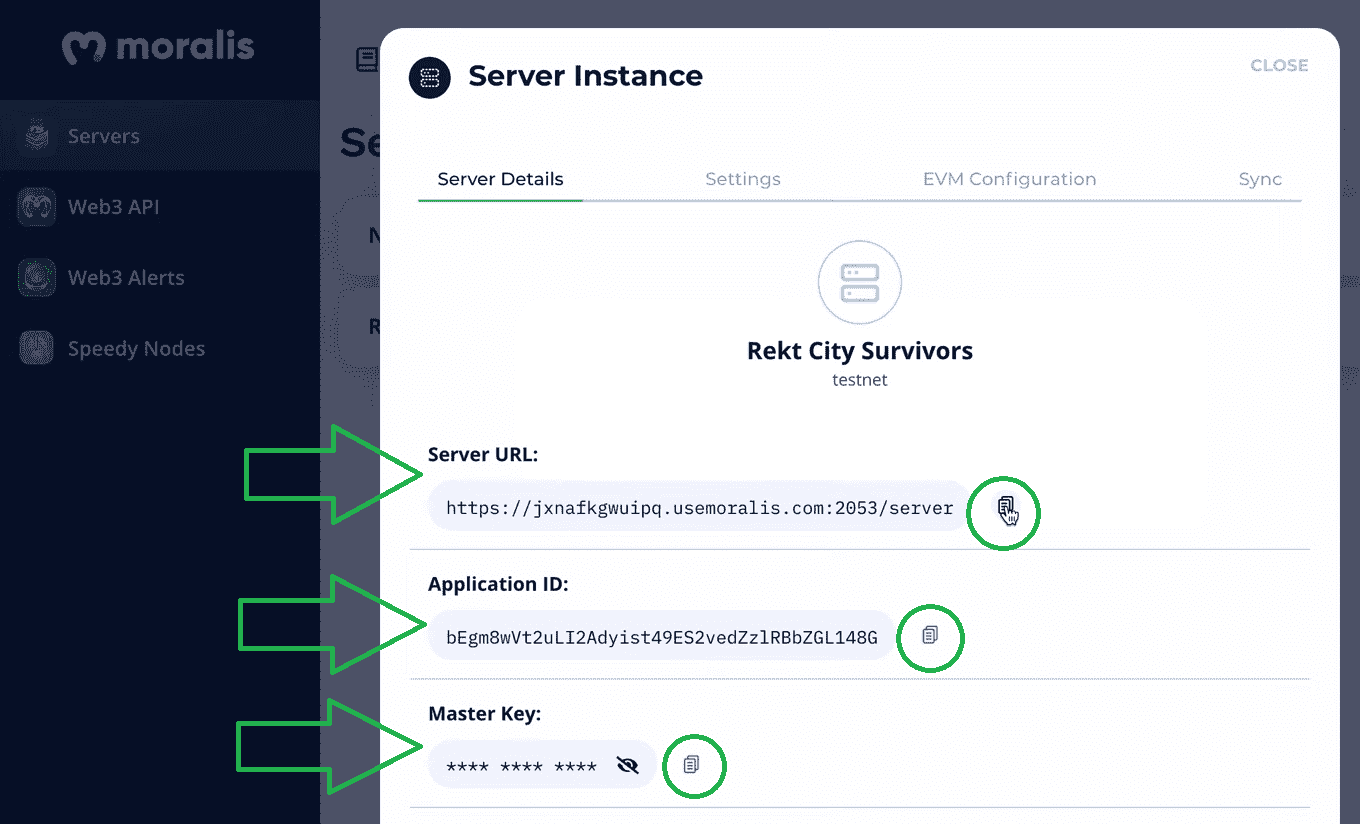 moralis
Servers
Web3 API
Web3 Alerts
Speedy Nodes
Se
N
R
Server Instance
CLOSE
Server Details Settings EVM Configuration Sync
Rekt City Survivors
testnet
Server URL:
https://jxnafkgwuipq.usemoralis.com:2053/server
Application ID:
bEgm8wVt2uLI2Adyist49ES2vedZzlRBbZGL148G
Master Key:
**** **** ****